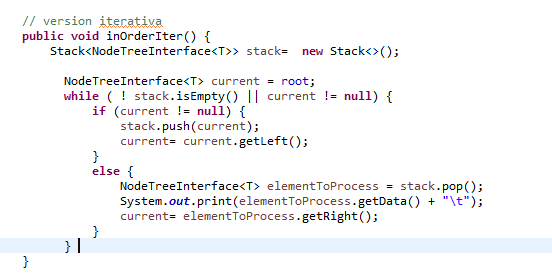 // version iterativa
public void inOrderIter() {
Stack<NodeTreeInterface<T>> stack=  new Stack<>();
NodeTreeInterface<T> current = root;
while ( ! stack.isEmpty() || current != null) {
if (current != null) {
stack.push(current);
current= current.getLeft();
}
else {
NodeTreeInterface<T> elementToProcess = stack.pop();
System.out.print(elementToProcess.getData() + "\t");
current= elementToProcess.getRight();
}
}
}